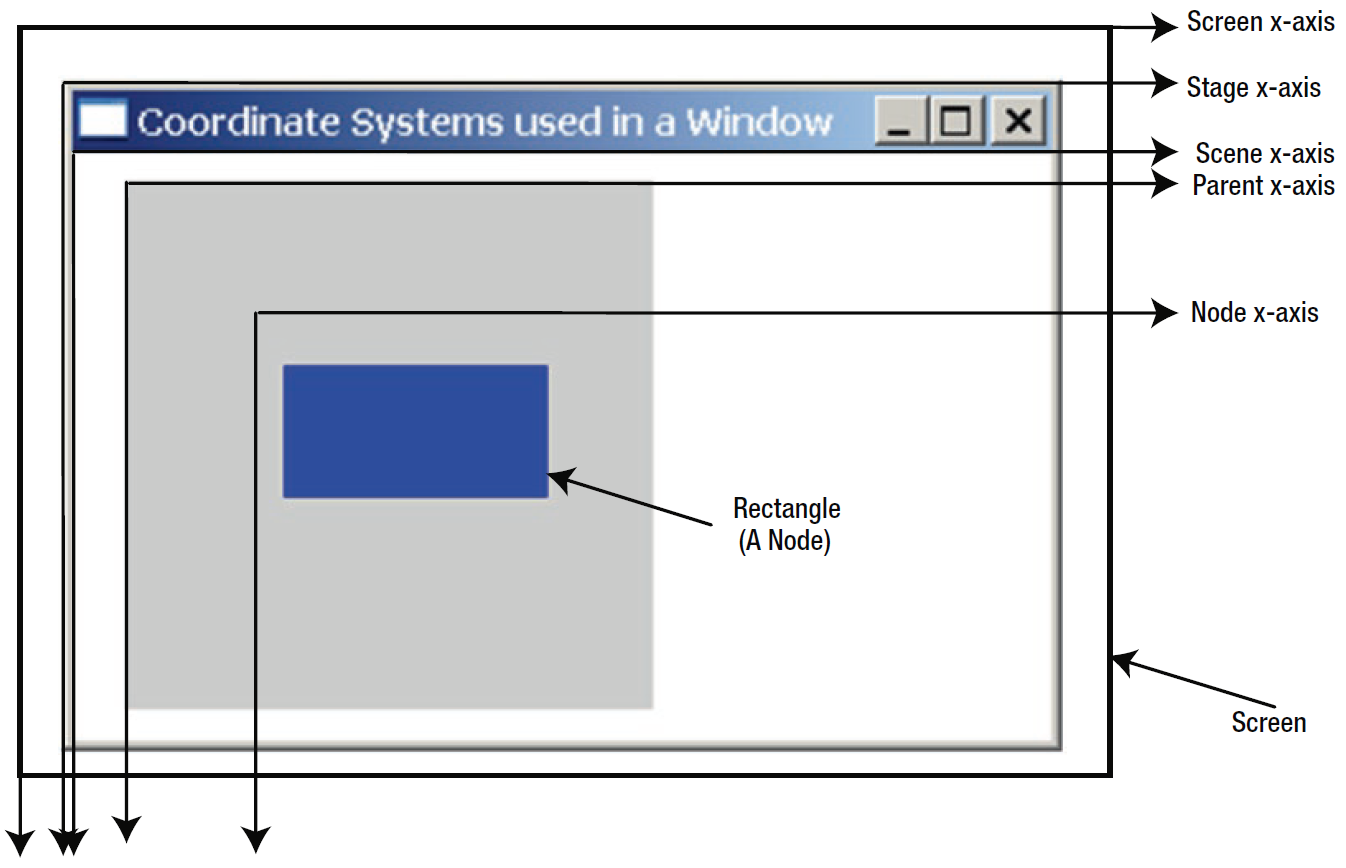 Screen x-axis
Stage x-axis
Coordinate Systems used in a Window
Scene x-axis
Parent x-axis
Node x-axis
Rectangle
(A Node)
Screen